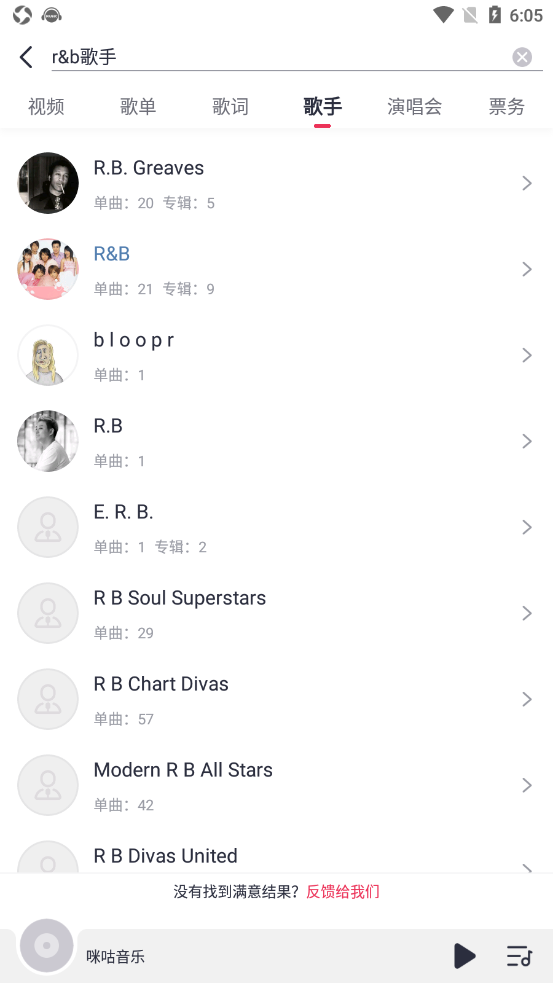 6:05
r&b歌手
视频 歌单 歌词 歌手 演唱会 票务
R.B. Greaves
单曲：20 专辑：5
R&B
单曲：21 专辑：9
b l o o p r
单曲：1
R.B
单曲：1
E. R. B.
单曲：1 专辑：2
R B Soul Superstars
单曲：29
R B Chart Divas
单曲：57
Modern R B All Stars
单曲：42
R B Divas United
没有找到满意结果？反馈给我们
咪咕音乐